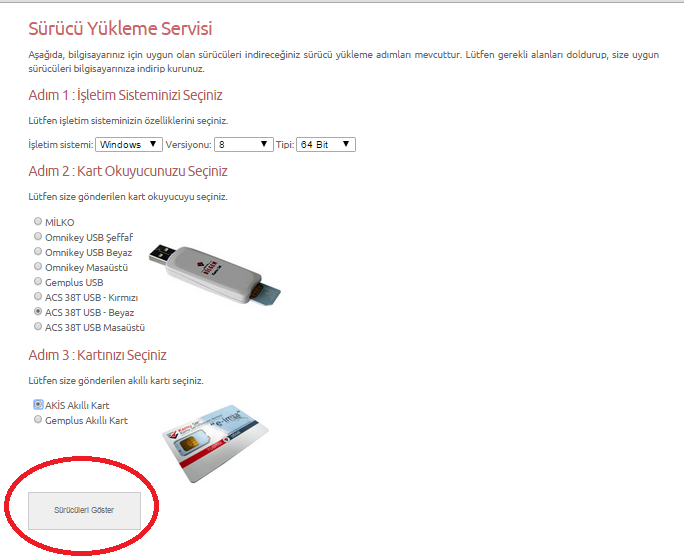 Sürücü Yükleme Servisi
Aşağıda, bilgisayarınız için uygun olan sürücüleri indireceğiniz sürücü yükleme adımları mevcuttur. Lütfen gerekli alanları doldurup, size uygun
sürücüleri bilgisayarınıza indirip kurunuz.
Adım 1 : İşletim Sisteminizi Seçiniz
Lütfen işletim sisteminizin özelliklerini seçiniz.
İşletim sistemi: Windows Versiyonu: 8 Tipi: 64 Bit
Adım 2 : Kart Okuyucunuzu Seçiniz
Lütfen size gönderilen kart okuyucuyu seçiniz.
MİLKO
Omnikey USB Şeffaf
Omnikey USB Beyaz
Omnikey Masaüstü
Gemplus USB
ACS 38T USB - Kırmızı
ACS 38T USB - Beyaz
ACS 38T USB Masaüstü
Adım 3 : Kartınızı Seçiniz
Lütfen size gönderilen akıllı kartı seçiniz.
AKİS Akıllı Kart
Gemplus Akıllı Kart
"e-imza"
Sürücüleri Göster